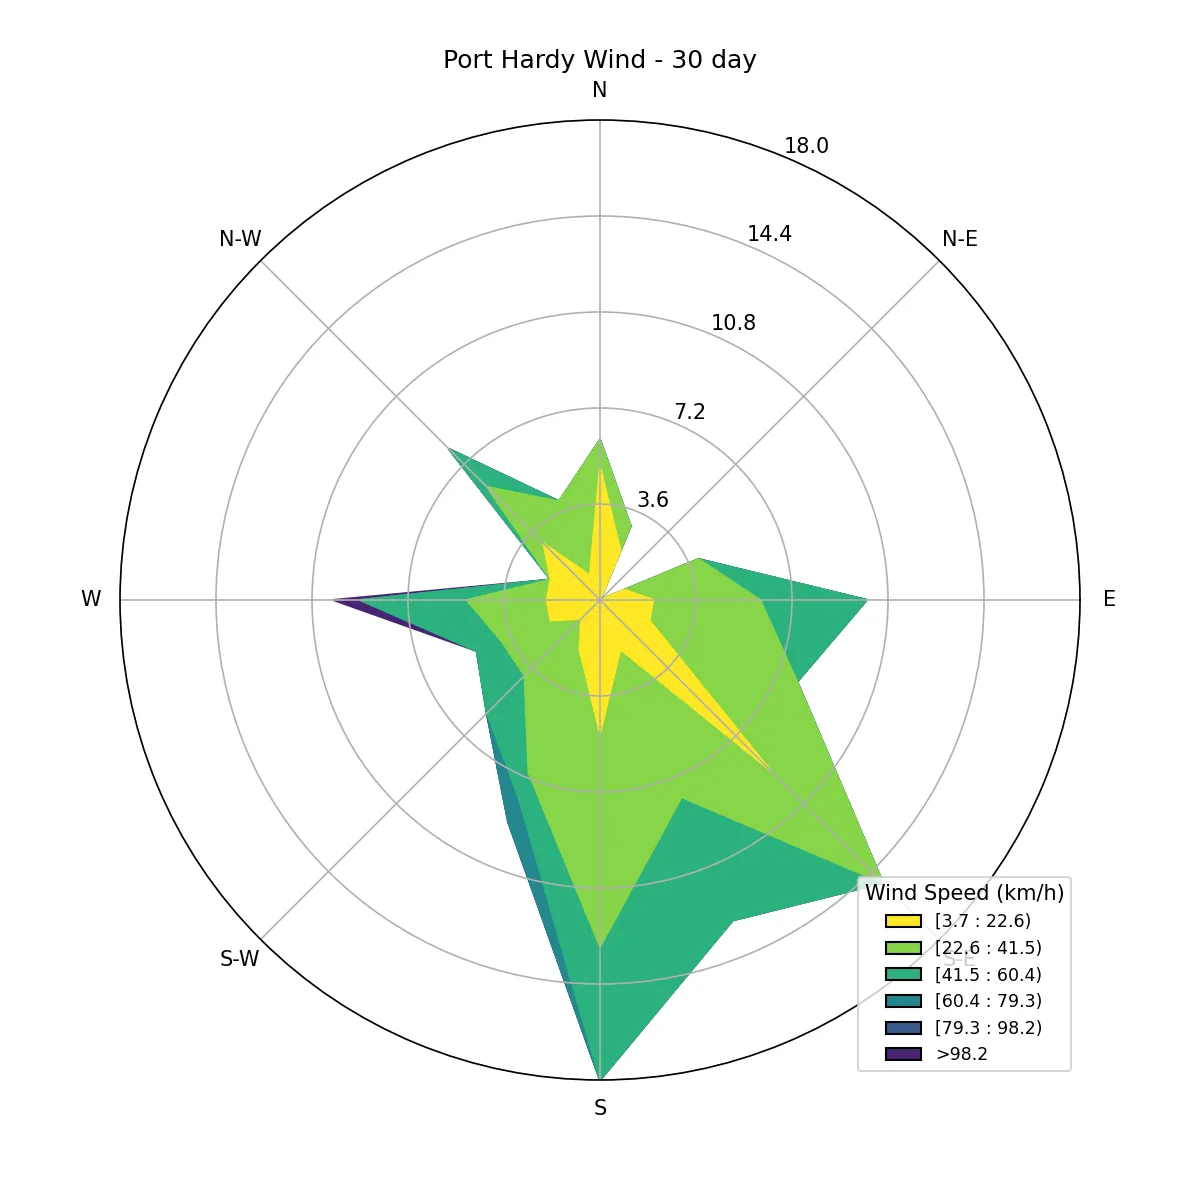 Port Hardy Wind - 30 day
N
18.0
N-W
14.4
N-E
10.8
7.2
3.6
W
E
S-W
S-E
S
Wind Speed (km/h)
[3.7 : 22.6)
[22.6 : 41.5)
[41.5 : 60.4)
[60.4 : 79.3)
[79.3 : 98.2)
>98.2